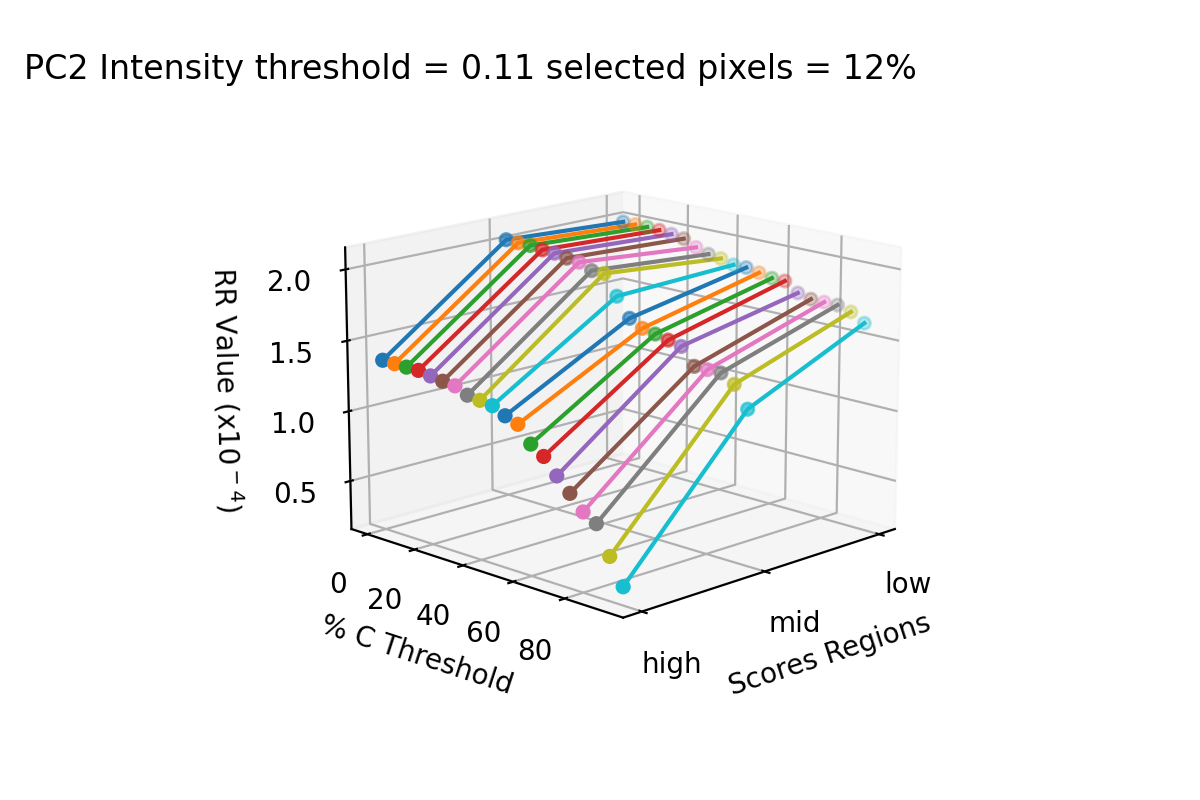 PC2 Intensity threshold = 0.11 selected pixels = 12%
2.0
1.5
1.0
0.5
RR Value (x10⁻⁴)
0
20
40
60
80
% C Threshold
high
mid
low
Scores Regions